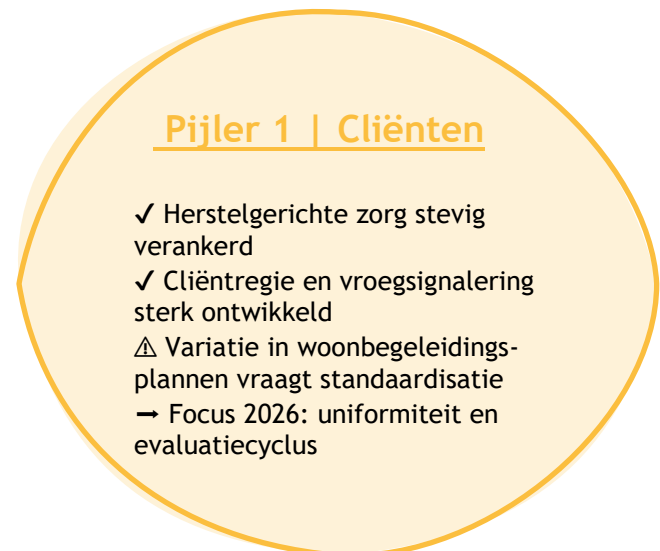 Pijler 1 | Cliënten
✓ Herstelgerichte zorg stevig
verankerd
✓ Cliëntregie en vroegsignalering
sterk ontwikkeld
⚠ Variatie in woonbegeleidings-
plannen vraagt standaardisatie
→ Focus 2026: uniformiteit en
evaluatiecyclus